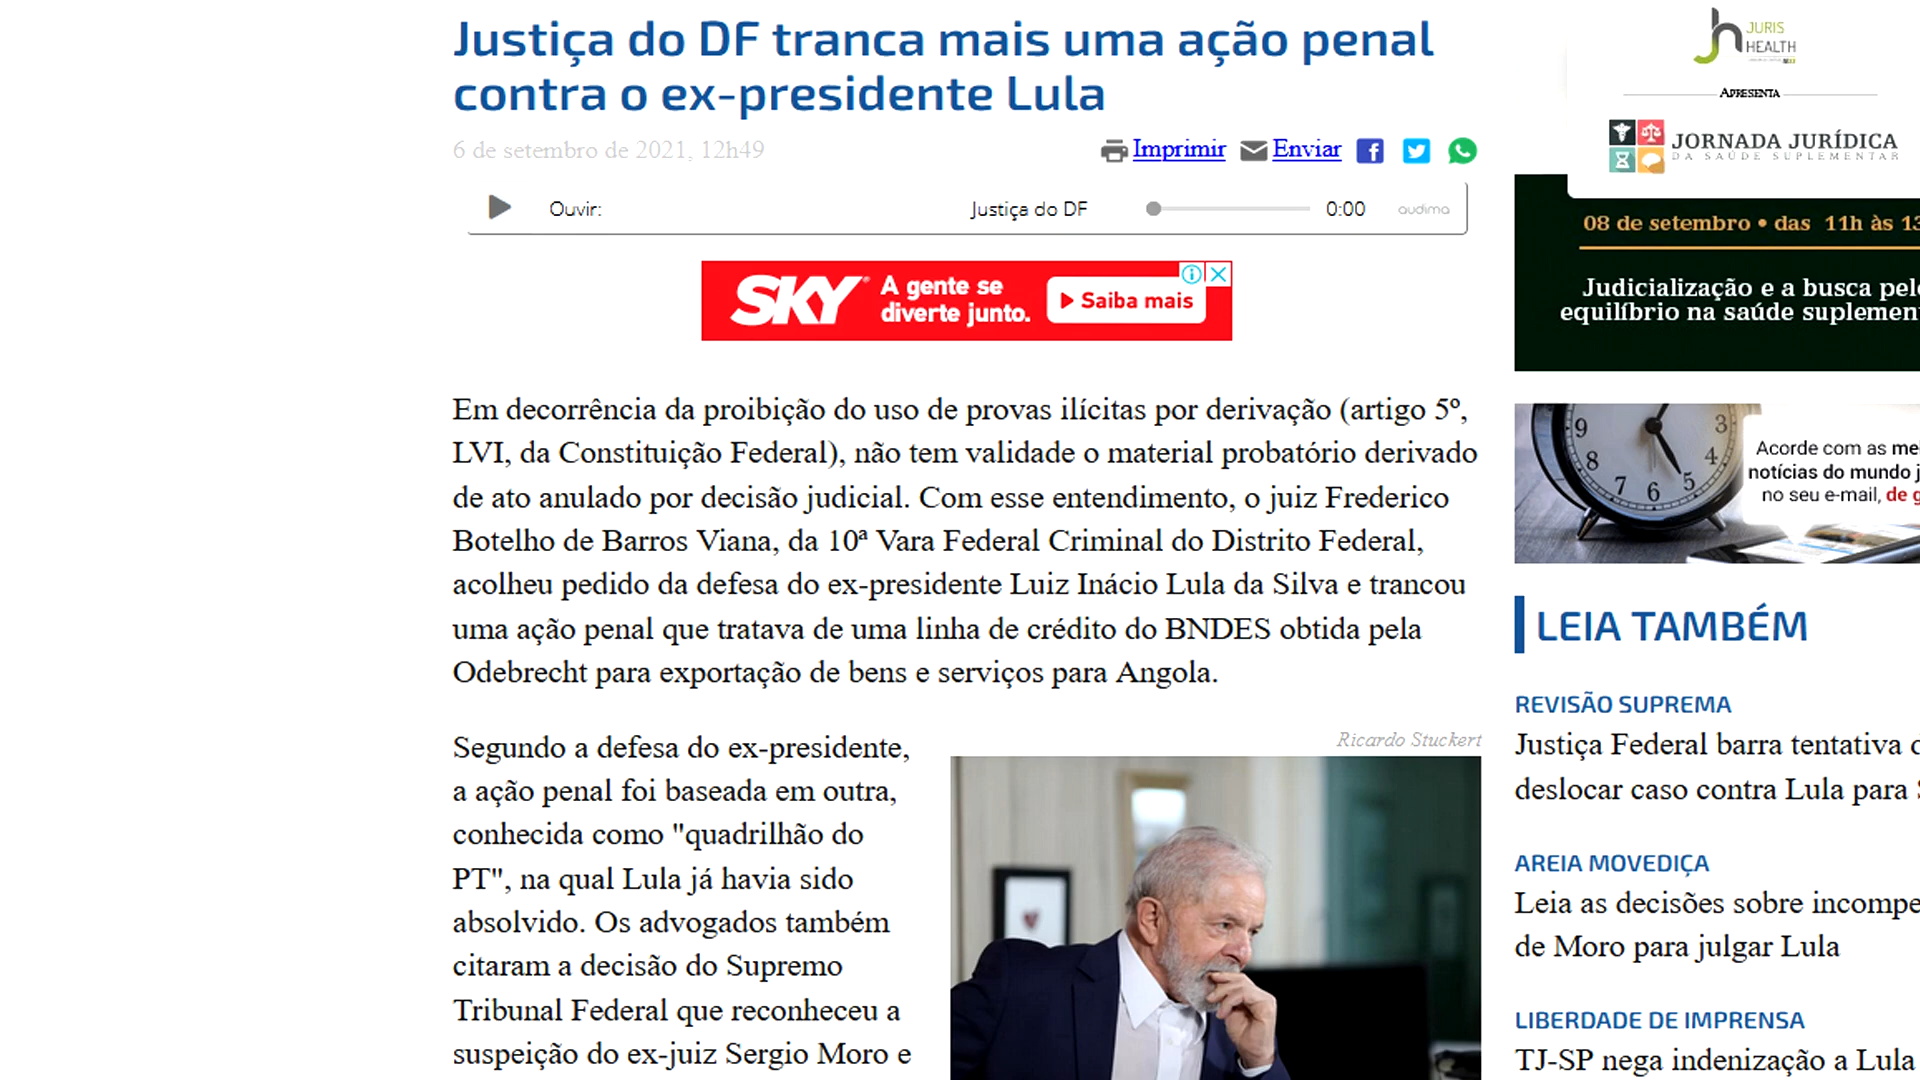 Justiça do DF tranca mais uma ação penal
contra o ex-presidente Lula
6 de setembro de 2021, 12h49
Imprimir
Enviar
Ouvir:
Justiça do DF
0:00
audima
SKY
A gente se
diverte junto.
Saiba mais
Em decorrência da proibição do uso de provas ilícitas por derivação (artigo 5º,
LVI, da Constituição Federal), não tem validade o material probatório derivado
de ato anulado por decisão judicial. Com esse entendimento, o juiz Frederico
Botelho de Barros Viana, da 10ª Vara Federal Criminal do Distrito Federal,
acolheu pedido da defesa do ex-presidente Luiz Inácio Lula da Silva e trancou
uma ação penal que tratava de uma linha de crédito do BNDES obtida pela
Odebrecht para exportação de bens e serviços para Angola.
Segundo a defesa do ex-presidente,
a ação penal foi baseada em outra,
conhecida como "quadrilhão do
PT", na qual Lula já havia sido
absolvido. Os advogados também
citaram a decisão do Supremo
Tribunal Federal que reconheceu a
suspeição do ex-juiz Sergio Moro e
Ricardo Stuckert
JURIS
HEALTH
APRESENTA
JORNADA JURÍDICA
DA SAÚDE SUPLEMENTAR
08 de setembro • das 11h às 13
Judicialização e a busca pel
equilíbrio na saúde suplemen
9
8
7
6
5
4
3
Acorde com as me
notícias do mundo j
no seu e-mail, de g
LEIA TAMBÉM
REVISÃO SUPREMA
Justiça Federal barra tentativa
deslocar caso contra Lula para
AREIA MOVEDIÇA
Leia as decisões sobre incompe
de Moro para julgar Lula
LIBERDADE DE IMPRENSA
TJ-SP nega indenização a Lula